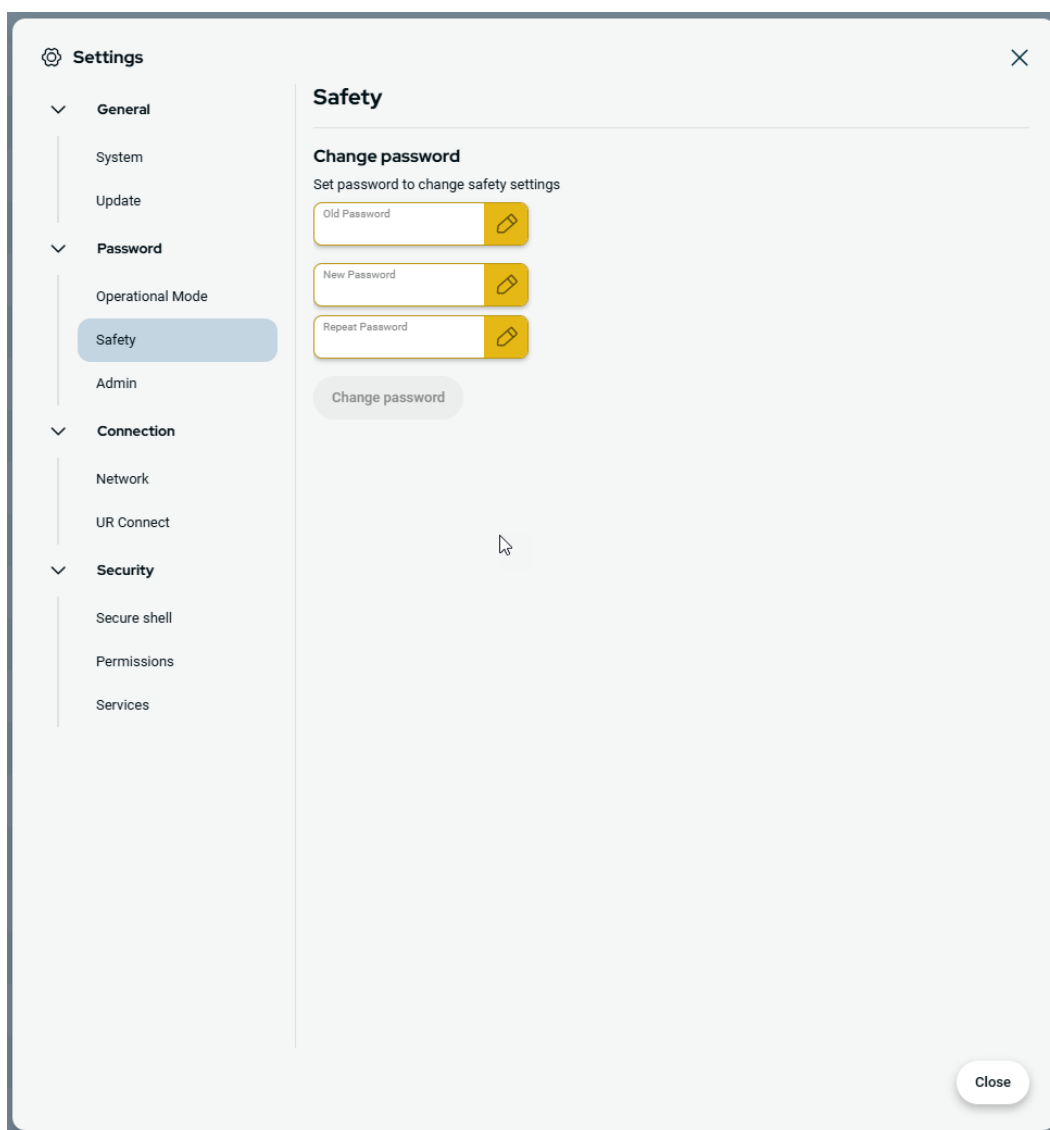 Settings
General
System
Update
Password
Operational Mode
Safety
Admin
Connection
Network
UR Connect
Security
Secure shell
Permissions
Services
Safety
Change password
Set password to change safety settings
Old Password
New Password
Repeat Password
Change password
Close